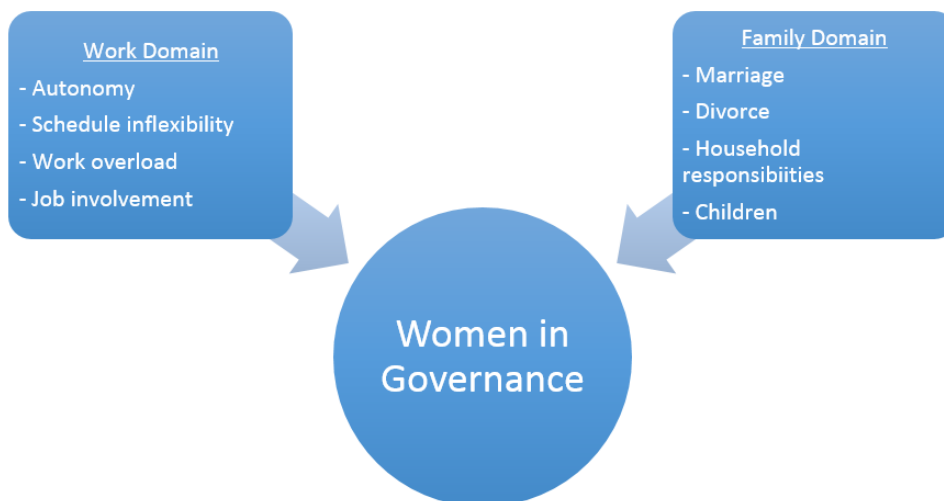 Work Domain
- Autonomy
- Schedule inflexibility
- Work overload
- Job involvement
Family Domain
- Marriage
- Divorce
- Household
responsibiities
- Children
Women in
Governance